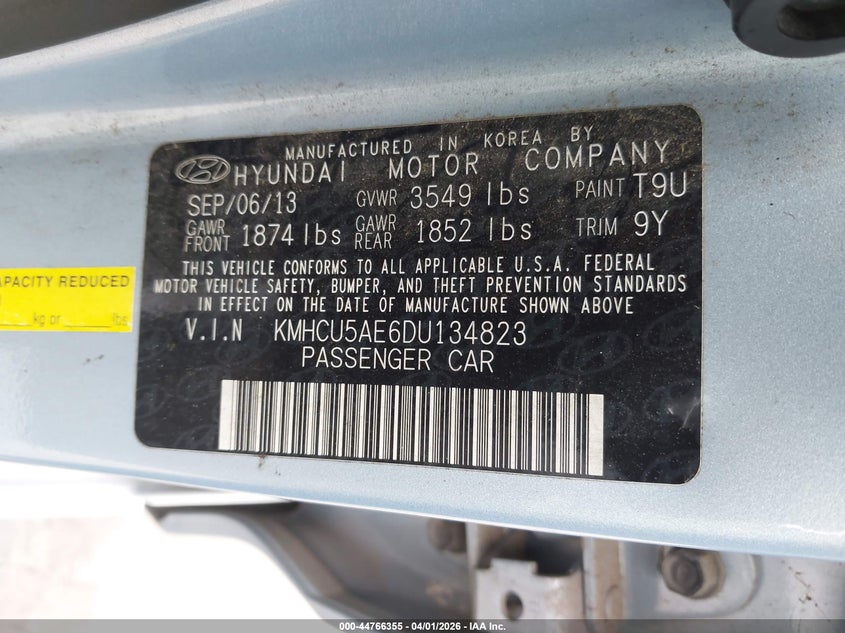 MANUFACTURED IN KOREA BY
HYUNDAI MOTOR COMPANY
SEP/06/13 GVWR 3549 lbs PAINT T9U
GAWR FRONT 1874 lbs GAWR REAR 1852 lbs TRIM 9Y
THIS VEHICLE CONFORMS TO ALL APPLICABLE U.S.A. FEDERAL
MOTOR VEHICLE SAFETY, BUMPER, AND THEFT PREVENTION STANDARDS
IN EFFECT ON THE DATE OF MANUFACTURE SHOWN ABOVE
V.I.N KMHCU5AE6DU134823
PASSENGER CAR
APACITY REDUCED
kg or lbs
000-44766355 | 04/01/2026 | IAA, Inc.